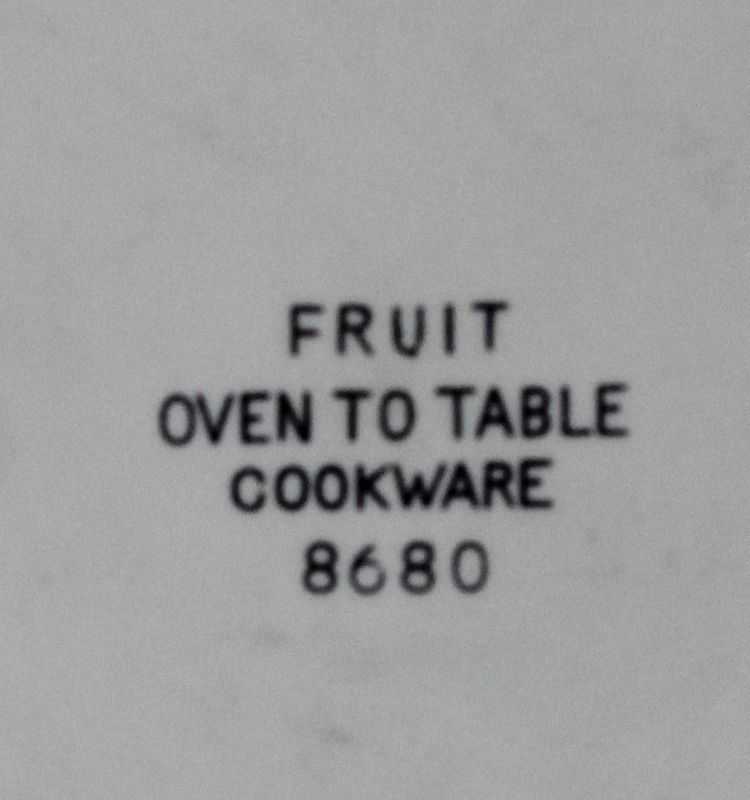 FRUIT
OVEN TO TABLE
COOKWARE
8680